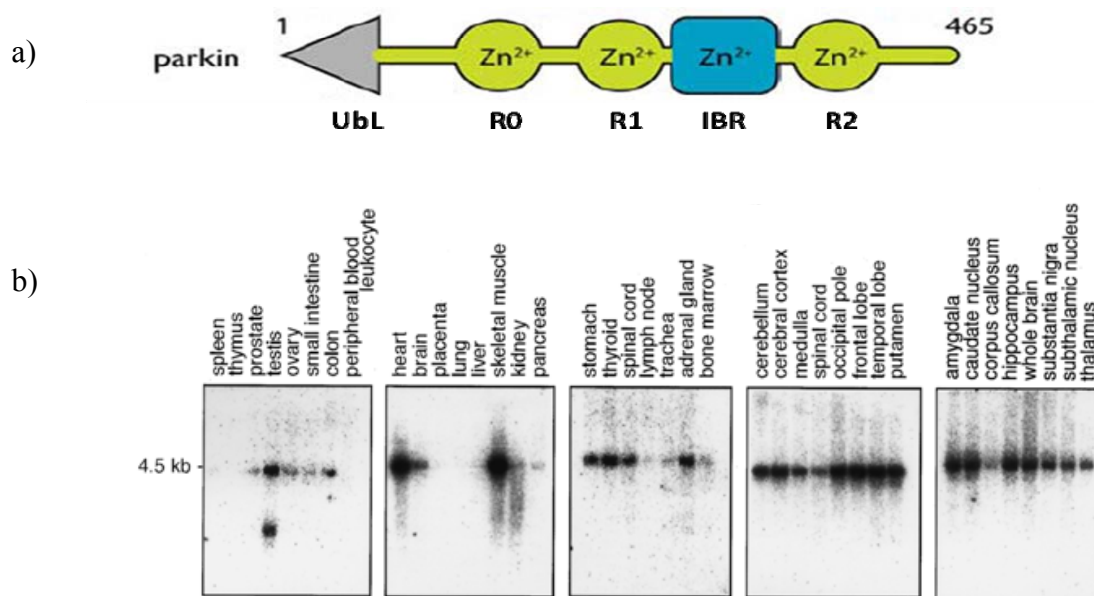 a)
1
465
parkin
Zn²⁺
Zn²⁺
Zn²⁺
Zn²⁺
UbL
R0
R1
IBR
R2
b)
spleen
thymus
prostate
testis
ovary
small intestine
colon
peripheral blood
leukocyte
heart
brain
placenta
lung
liver
skeletal muscle
kidney
pancreas
stomach
thyroid
spinal cord
lymph node
trachea
adrenal gland
bone marrow
cerebellum
cerebral cortex
medulla
spinal cord
occipital pole
frontal lobe
temporal lobe
putamen
amygdala
caudate nucleus
corpus callosum
hippocampus
whole brain
substantia nigra
subthalamic nucleus
thalamus
4.5 kb -